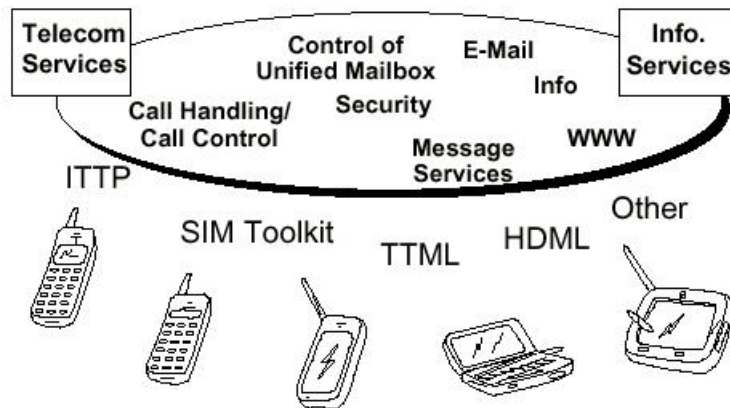 Telecom
Services
Control of
Unified Mailbox
E-Mail
Info.
Services
Info
Security
Call Handling/
Call Control
WWW
Message
Services
ITTP
SIM Toolkit
TTML
HDML
Other